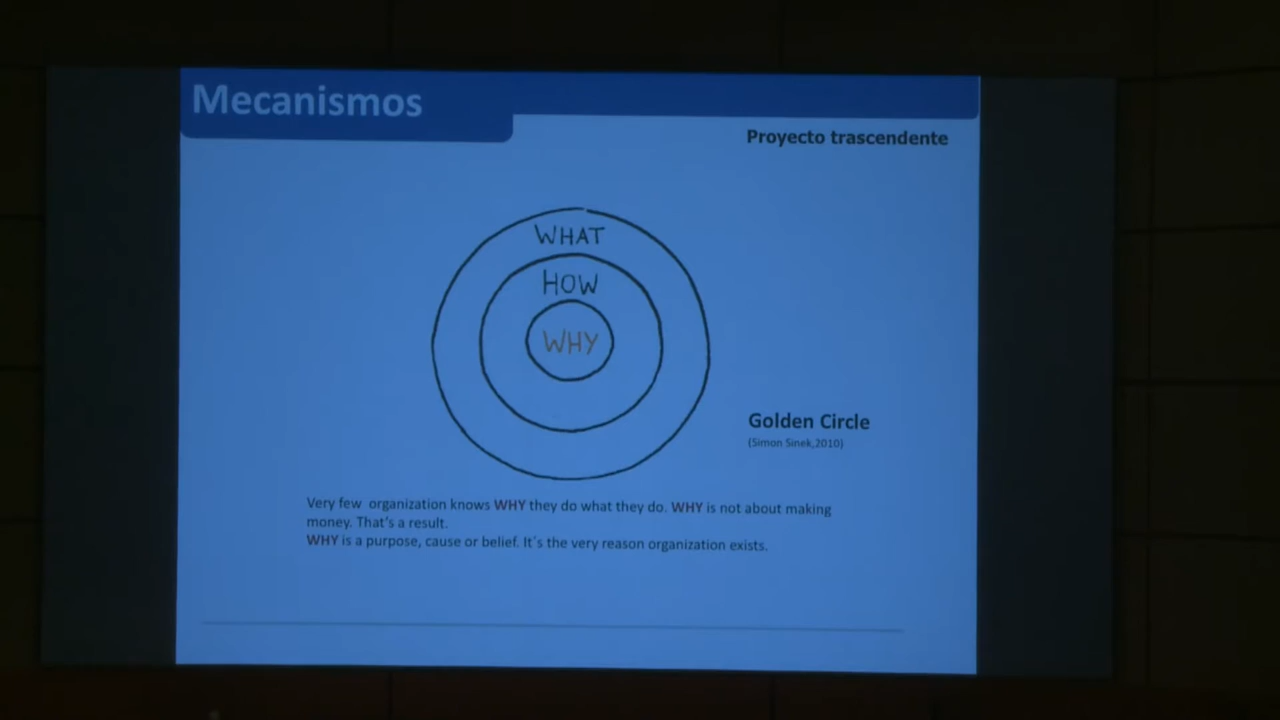 Mecanismos
Proyecto trascendente
WHAT
HOW
WHY
Golden Circle
(Simon Sinek,2010)
Very few organization knows WHY they do what they do. WHY is not about making
money. That's a result.
WHY is a purpose, cause or belief. It's the very reason organization exists.